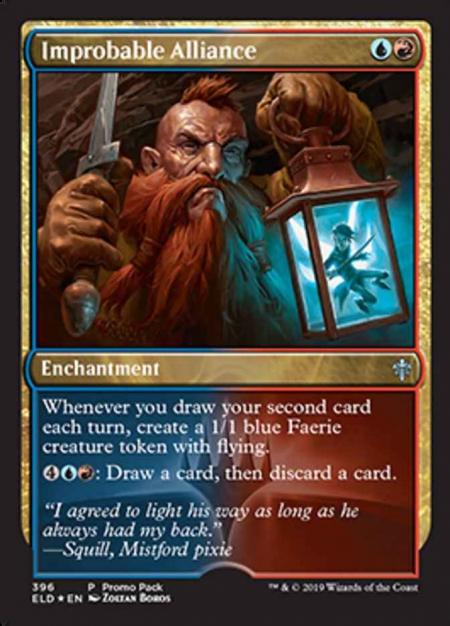 Improbable Alliance
Enchantment
Whenever you draw your second card
each turn, create a 1/1 blue Faerie
creature token with flying.
4: Draw a card, then discard a card.
"I agreed to light his way as long as he
always had my back."
—Squill, Mistford pixie
396 P Promo Pack
ELD ★ EN Zoltan Boros
™ & © 2019 Wizards of the Coast